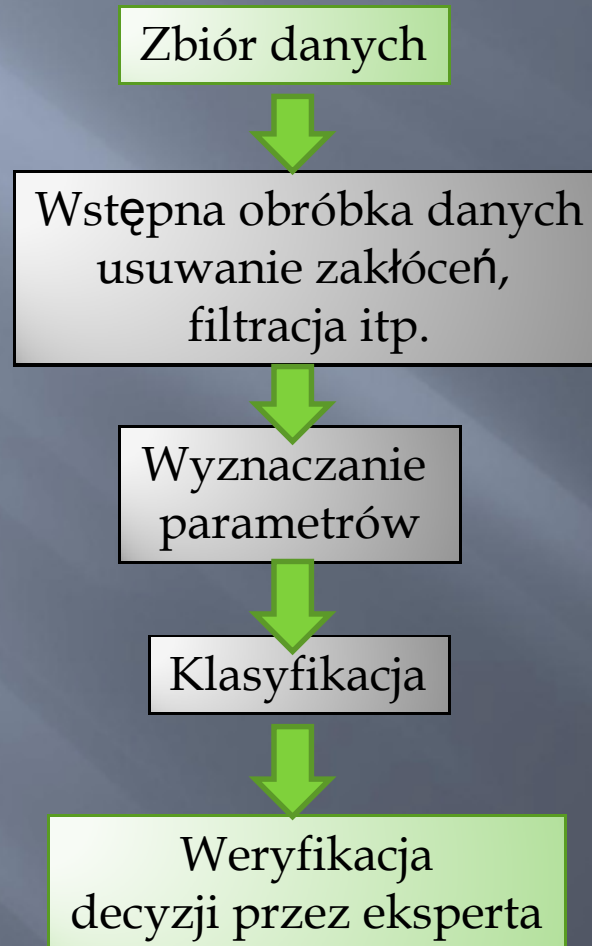 Zbiór danych
Wstępna obróbka danych
usuwanie zakłóceń,
filtracja itp.
Wyznaczanie
parametrów
Klasyfikacja
Weryfikacja
decyzji przez eksperta